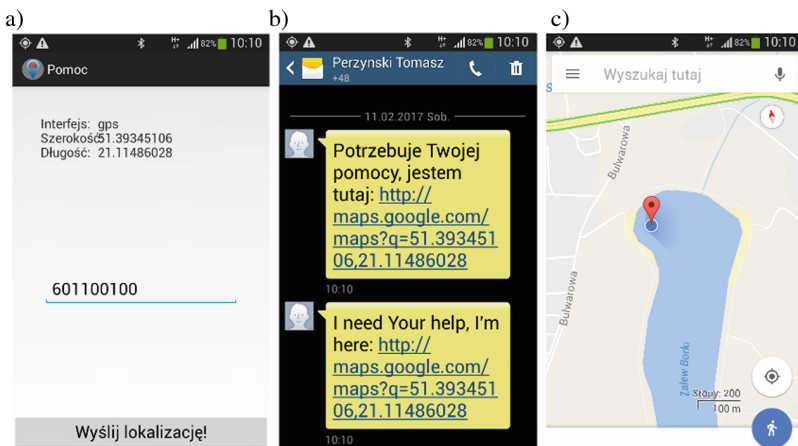 a)
b)
c)
H+ 82% 10:10
Pomoc
Interfejs: gps
Szerokość:51.39345106
Długość: 21.11486028
601100100
Wyślij lokalizację!
H+ 82% 10:10
Perzynski Tomasz
+48
11.02.2017 Sob.
Potrzebuje Twojej
pomocy, jestem
tutaj: http://
maps.google.com/
maps?q=51.393451
06,21.11486028
10:10
I need Your help, I'm
here: http://
maps.google.com/
maps?q=51.393451
06,21.11486028
10:10
H+ 82% 10:10
Wyszukaj tutaj
S
Bulwarowa
Bulwarowa
Zalew Borki
Stopy: 200
100 m